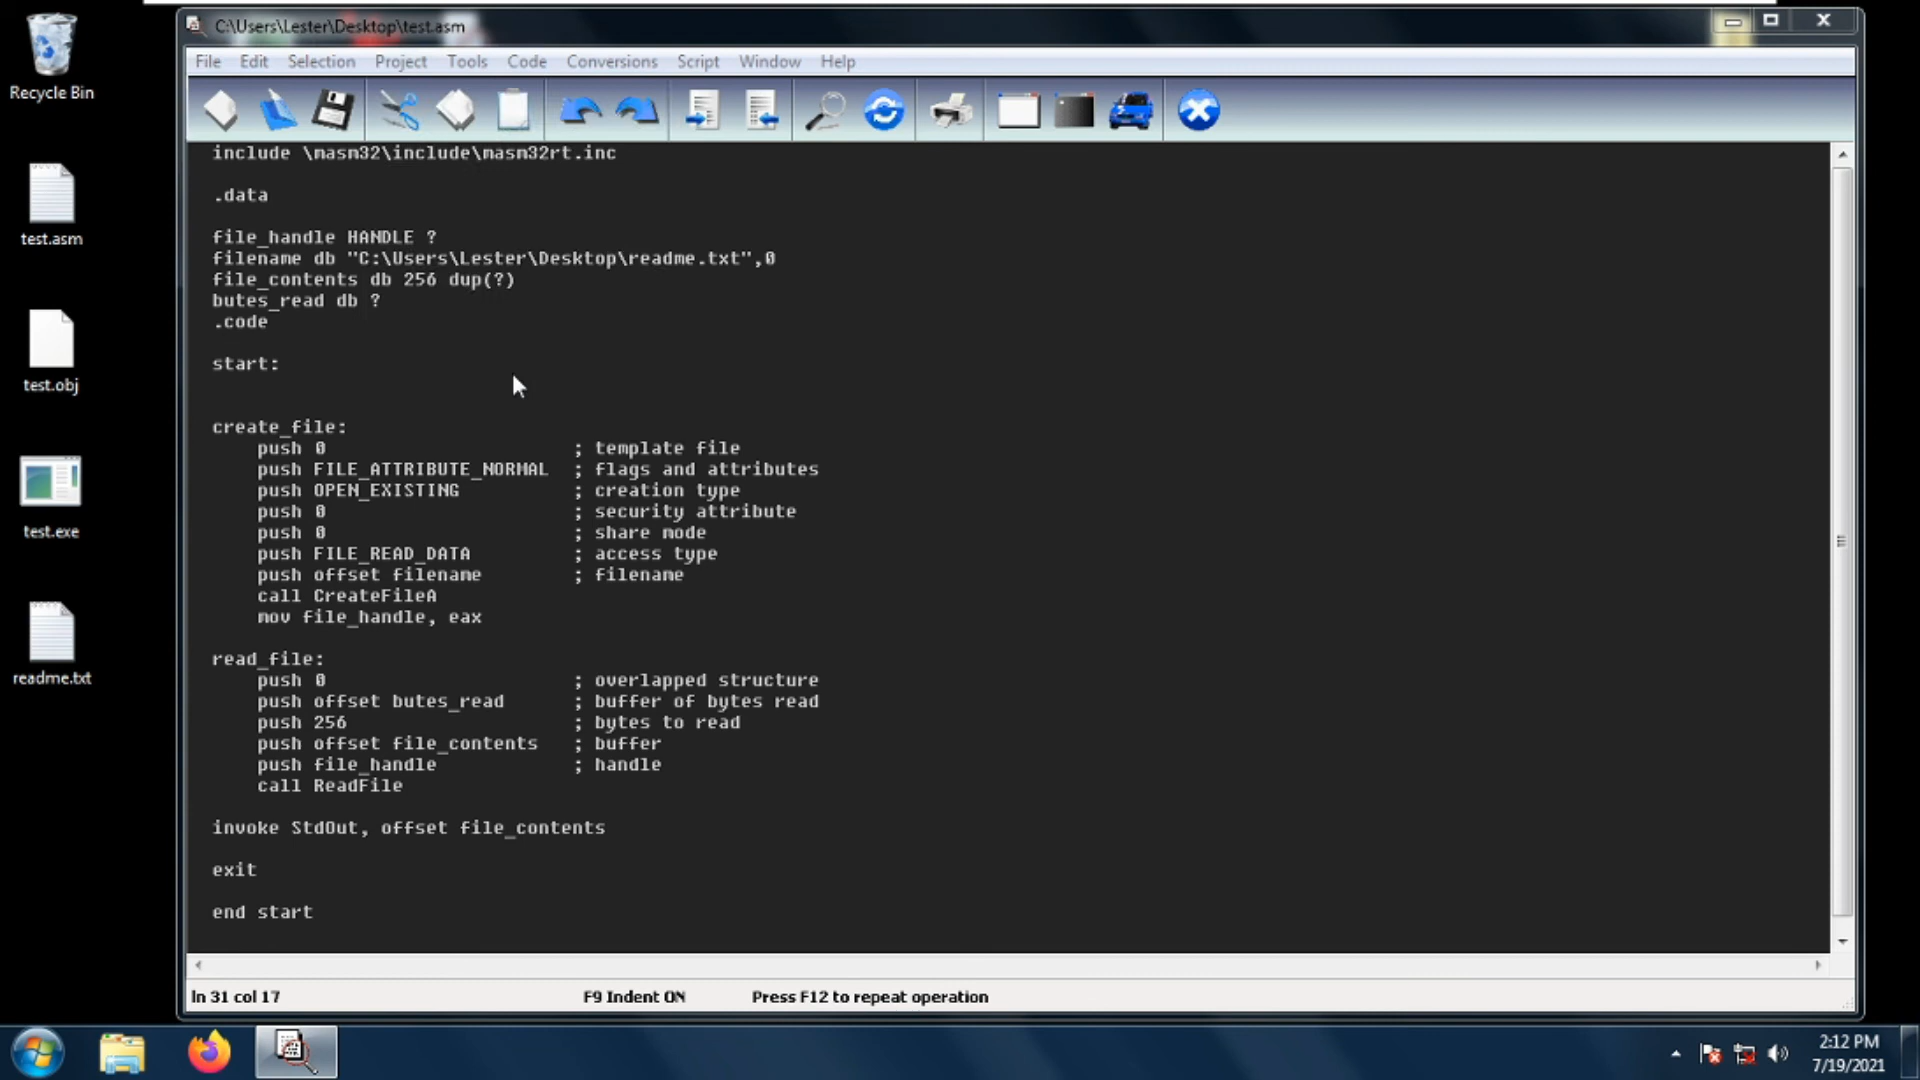 C:\Users\Lester\Desktop\test.asm
File Edit Selection Project Tools Code Conversions Script Window Help
Recycle Bin
test.asm
test.obj
test.exe
readme.txt
include \masm32\include\masm32rt.inc
.data
file_handle HANDLE ?
filename db "C:\Users\Lester\Desktop\readme.txt",0
file_contents db 256 dup(?)
butes_read db ?
.code
start:
create_file:
push 0 ; template file
push FILE_ATTRIBUTE_NORMAL ; flags and attributes
push OPEN_EXISTING ; creation type
push 0 ; security attribute
push 0 ; share mode
push FILE_READ_DATA ; access type
push offset filename ; filename
call CreateFileA
mov file_handle, eax
read_file:
push 0 ; overlapped structure
push offset butes_read ; buffer of bytes read
push 256 ; bytes to read
push offset file_contents ; buffer
push file_handle ; handle
call ReadFile
invoke StdOut, offset file_contents
exit
end start
ln 31 col 17 F9 Indent ON Press F12 to repeat operation
2:12 PM
7/19/2021